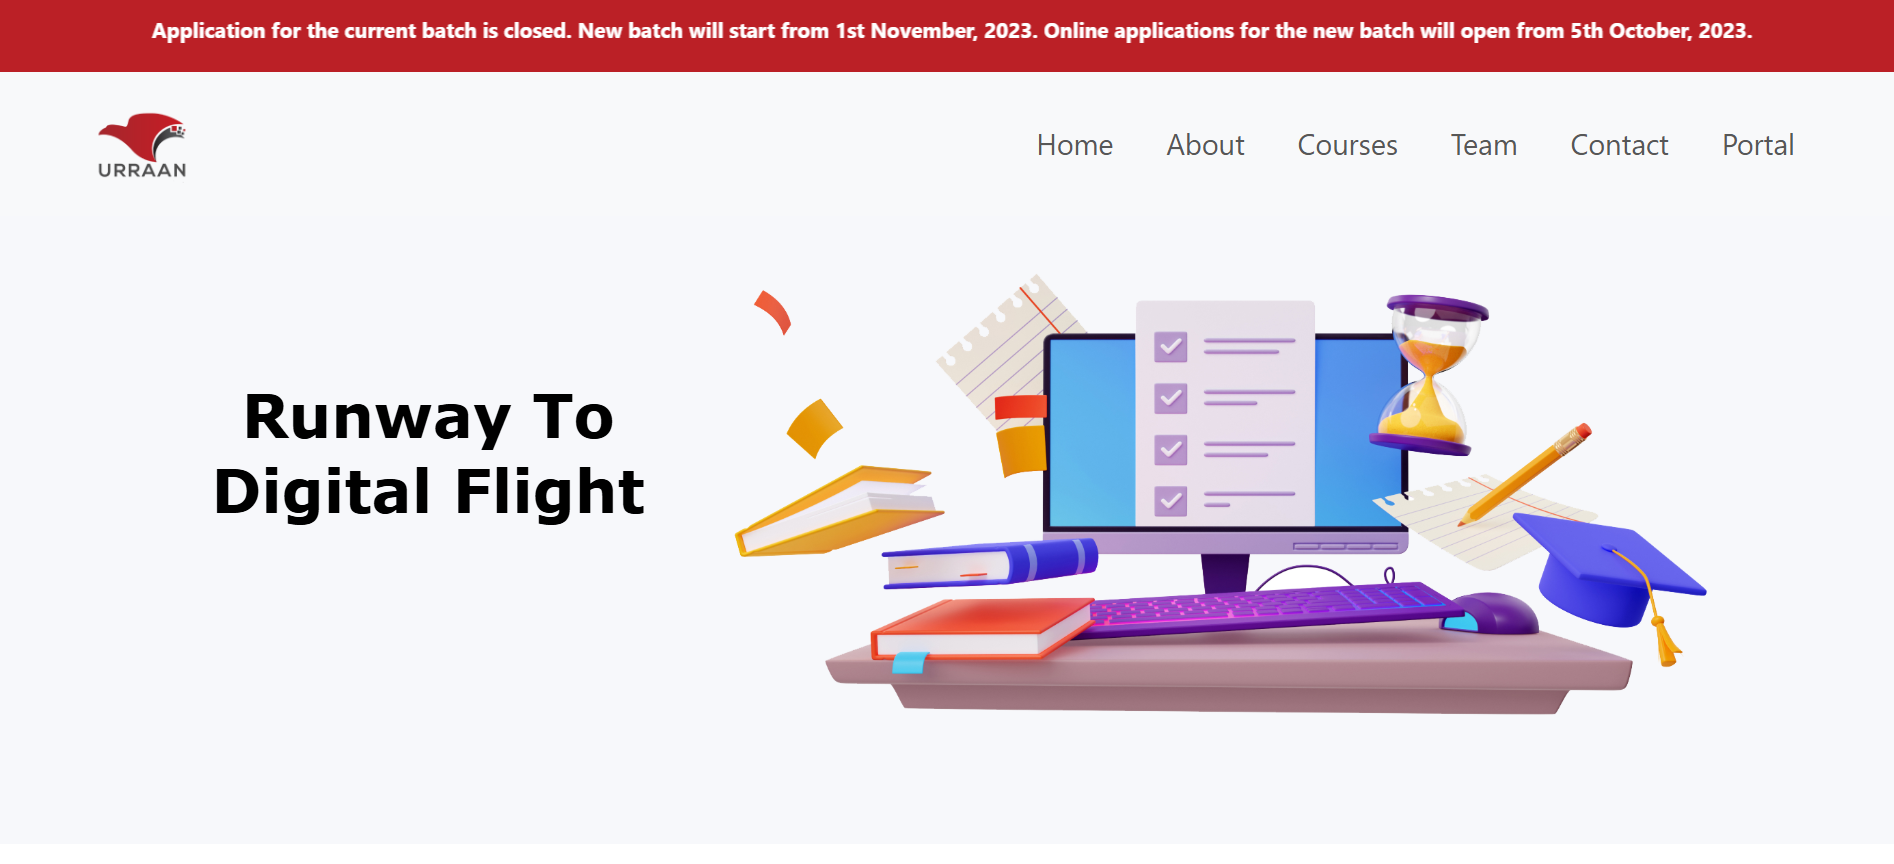 Application for the current batch is closed. New batch will start from 1st November, 2023. Online applications for the new batch will open from 5th October, 2023.
URRAAN
Home About Courses Team Contact Portal
Runway To
Digital Flight